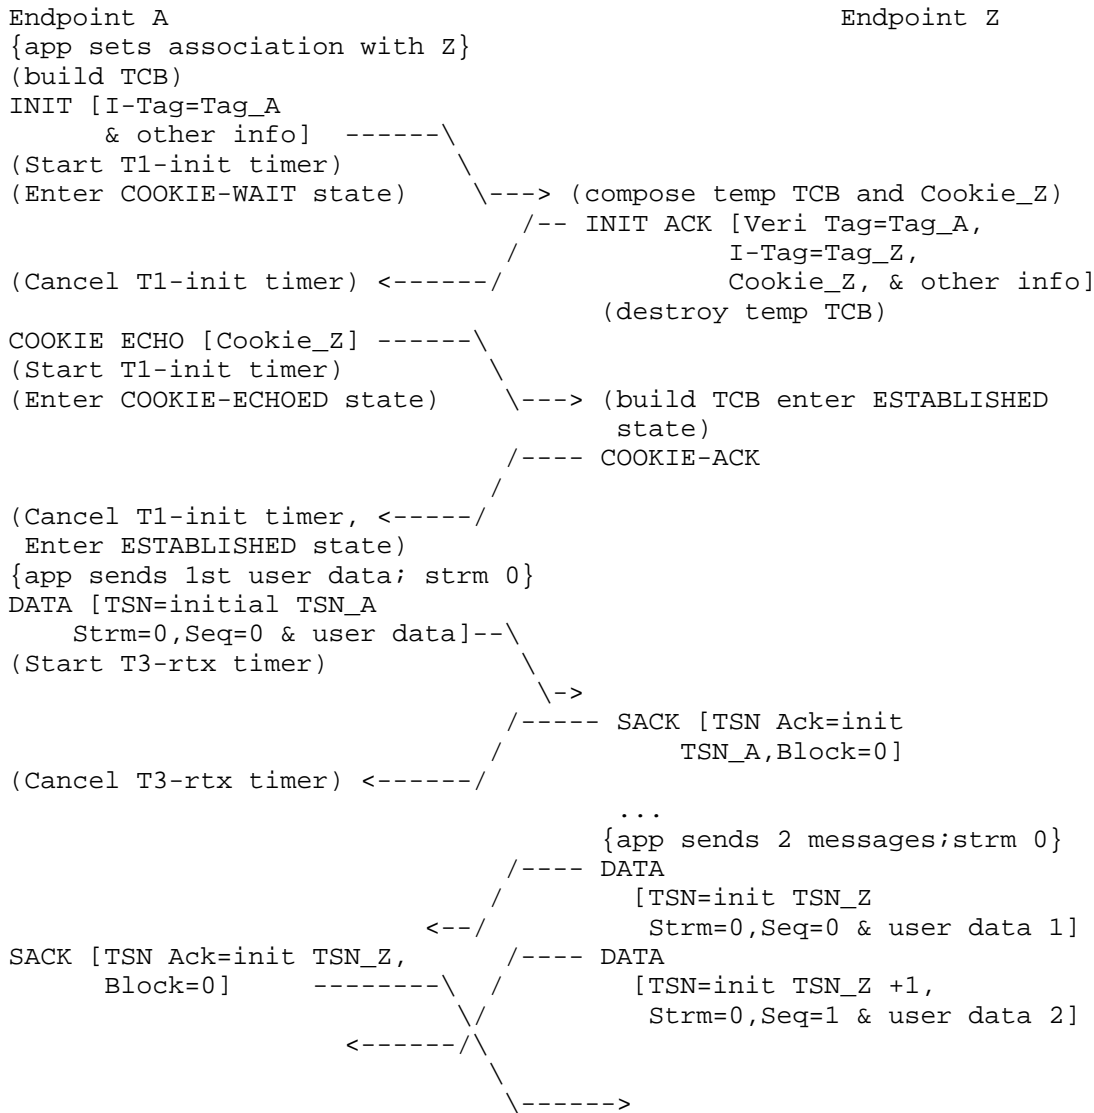 Endpoint A                                          Endpoint Z
{app sets association with Z}
(build TCB)
INIT [I-Tag=Tag_A
      & other info]  ------\
(Start T1-init timer)       \
(Enter COOKIE-WAIT state)    \---> (compose temp TCB and Cookie_Z)
                                /-- INIT ACK [Veri Tag=Tag_A,
                               /             I-Tag=Tag_Z,
(Cancel T1-init timer) <------/              Cookie_Z, & other info]
                                     (destroy temp TCB)
COOKIE ECHO [Cookie_Z] ------\
(Start T1-init timer)         \
(Enter COOKIE-ECHOED state)    \---> (build TCB enter ESTABLISHED
                                      state)
                               /---- COOKIE-ACK
                              /
(Cancel T1-init timer, <-----/
 Enter ESTABLISHED state)
{app sends 1st user data; strm 0}
DATA [TSN=initial TSN_A
    Strm=0,Seq=0 & user data]--\
(Start T3-rtx timer)            \
                                 \->
                               /----- SACK [TSN Ack=init
                              /           TSN_A,Block=0]
(Cancel T3-rtx timer) <------/
                                      ...
                                     {app sends 2 messages;strm 0}
                               /---- DATA
                              /        [TSN=init TSN_Z
                          <--/          Strm=0,Seq=0 & user data 1]
SACK [TSN Ack=init TSN_Z,      /---- DATA
      Block=0]     --------\  /        [TSN=init TSN_Z +1,
                            \/          Strm=0,Seq=1 & user data 2]
                     <------/\
                              \
                               \------>